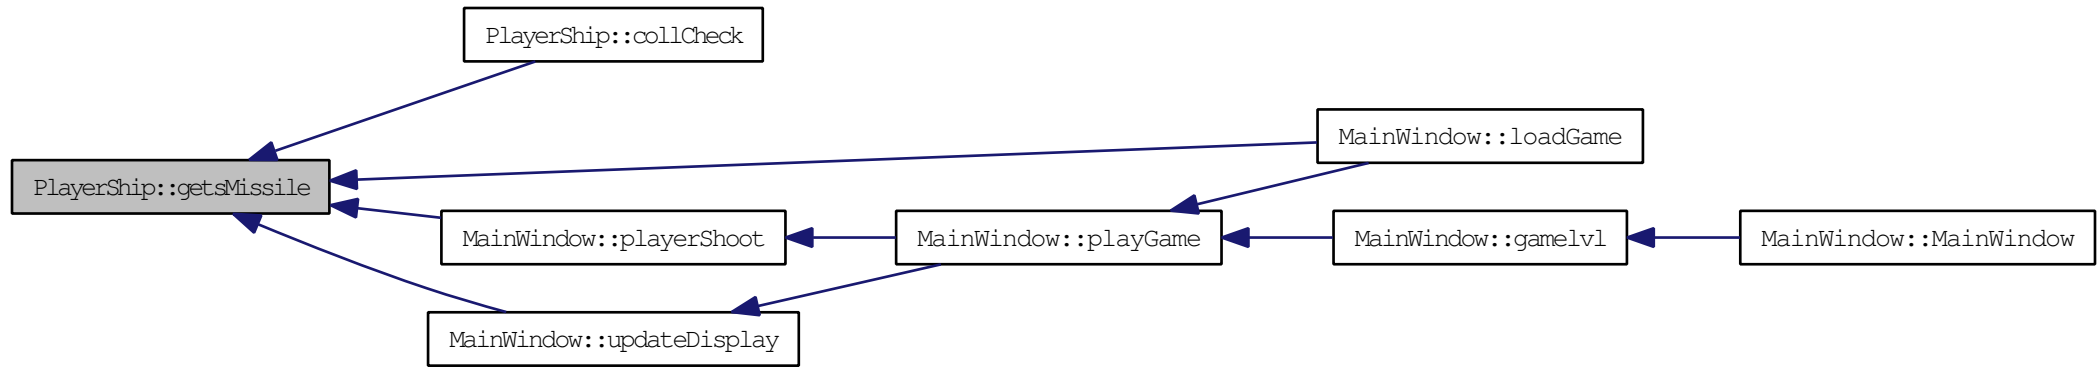 PlayerShip::collCheck
MainWindow::loadGame
PlayerShip::getsMissile
MainWindow::playerShoot
MainWindow::playGame
MainWindow::gamelvl
MainWindow::MainWindow
MainWindow::updateDisplay